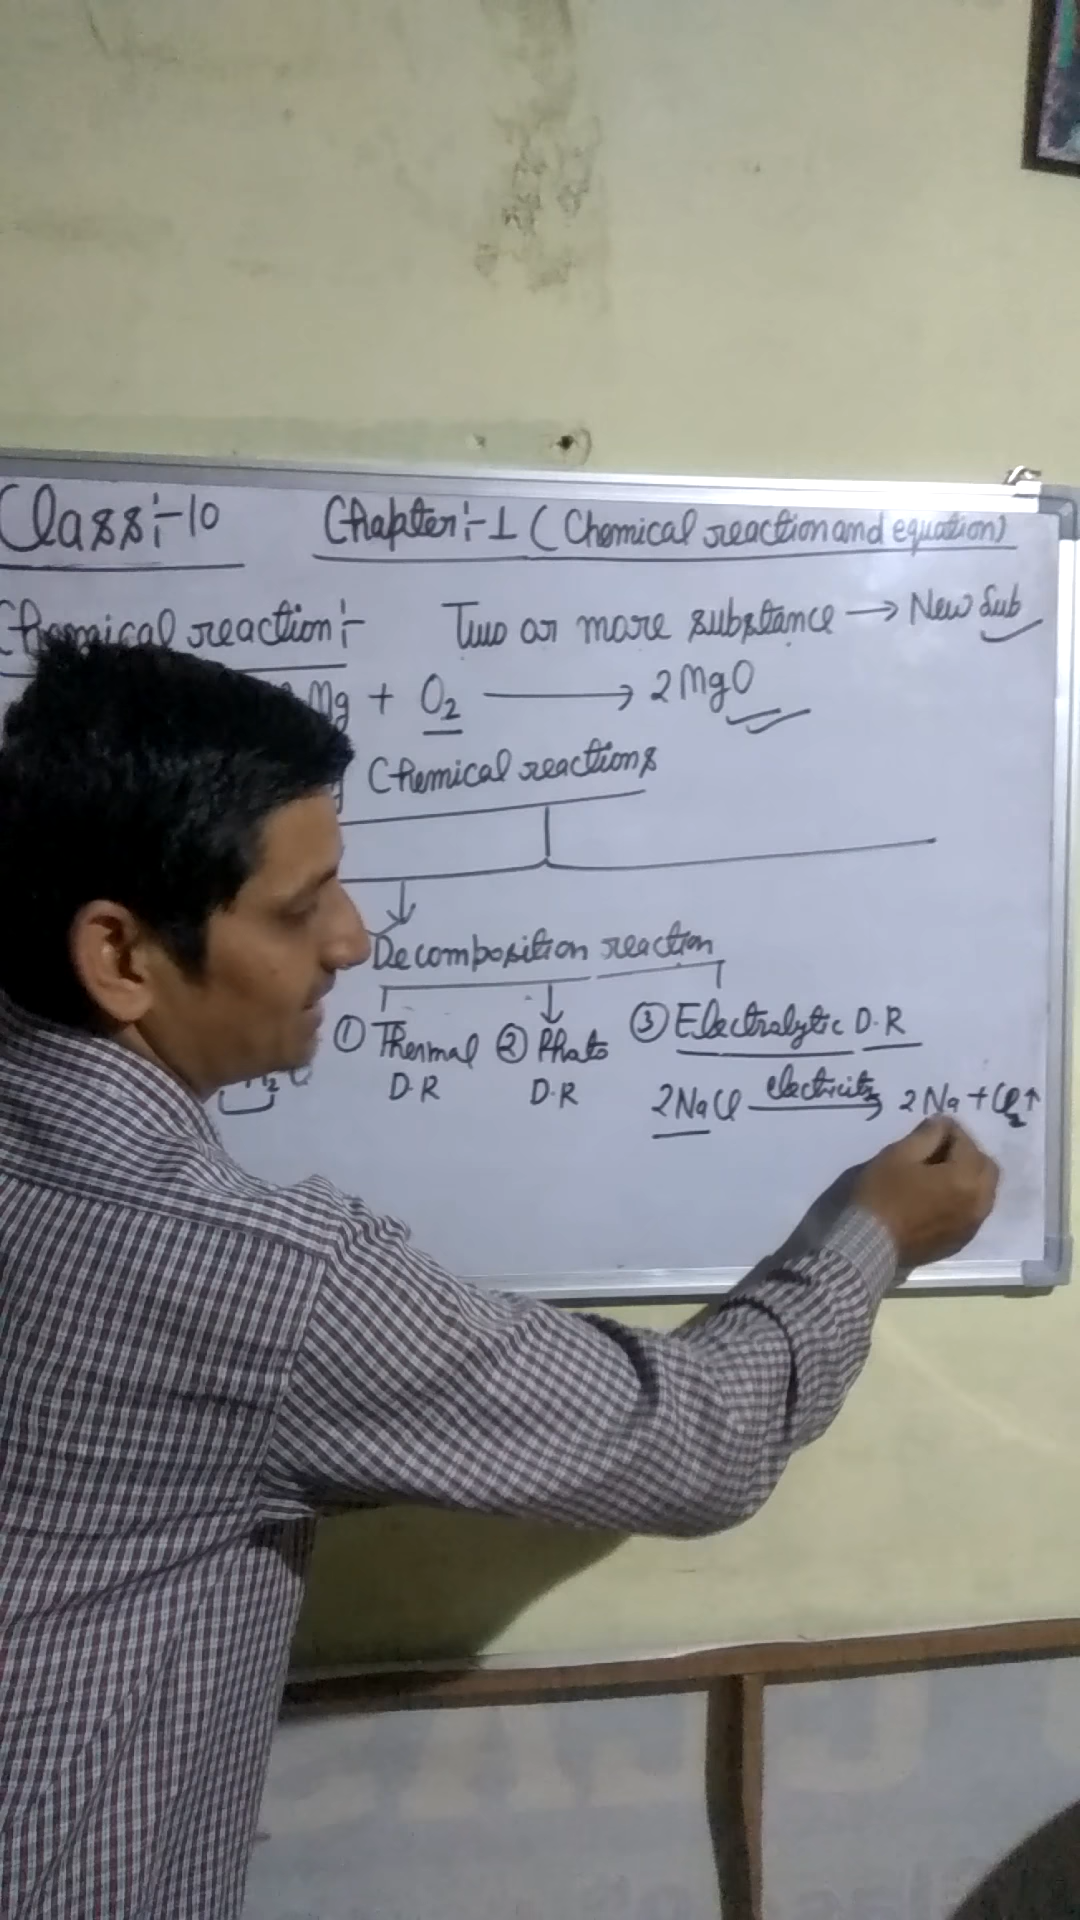 Class:-10 Chapter:-1 (Chemical reaction and equation)
Chemical reaction:- Two or more substance → New Sub
Mg + O₂ → 2MgO
Chemical reactions
Decomposition reaction
① Thermal D.R
② Photo D.R
③ Electrolytic D.R
2NaCl electricity → 2Na + Cl₂↑